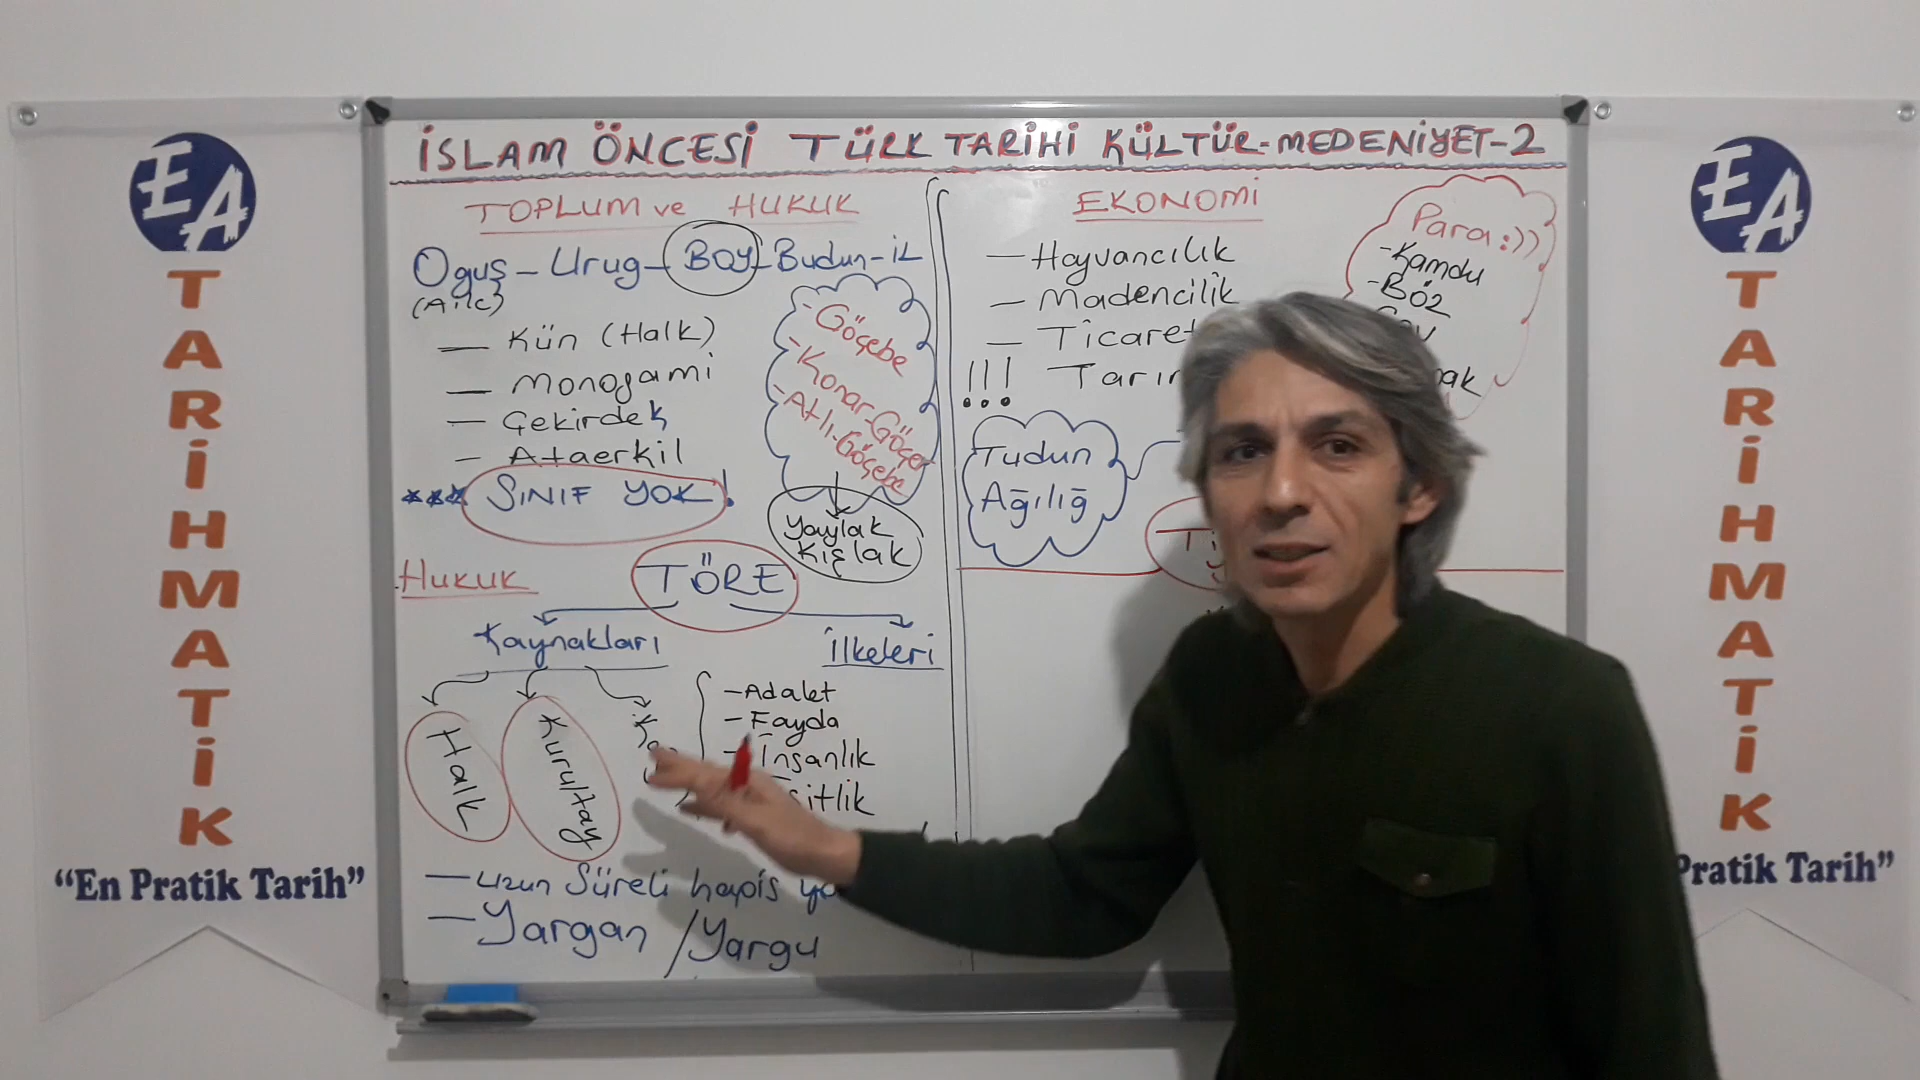 İSLAM ÖNCESİ TÜRK TARİHİ KÜLTÜR-MEDENİYET-2
EA
TARİHMATİK
"En Pratik Tarih"
TOPLUM ve HUKUK
Oguş - Urug - BOY - Budun - İL
(Aile)
— Kün (Halk)
— Monogami
— Çekirdek
— Ataerkil
*** SINIF YOK !
- Göçebe
- Konar-Göçer
- Atlı-Göçebe
Yaylak
Kışlak
Hukuk
TÖRE
Kaynakları
İlkeleri
Halk
Kurultay
- Adalet
- Fayda
- İnsanlık
— Uzun Süreli hapis
— Yargan / Yargu
EKONOMİ
— Hayvancılık
— Madencilik
— Ticaret
!!!
Para :))
- Kamdu
- Böz
Tudun
Ağılığ
EA
TARİHMATİK
Pratik Tarih"